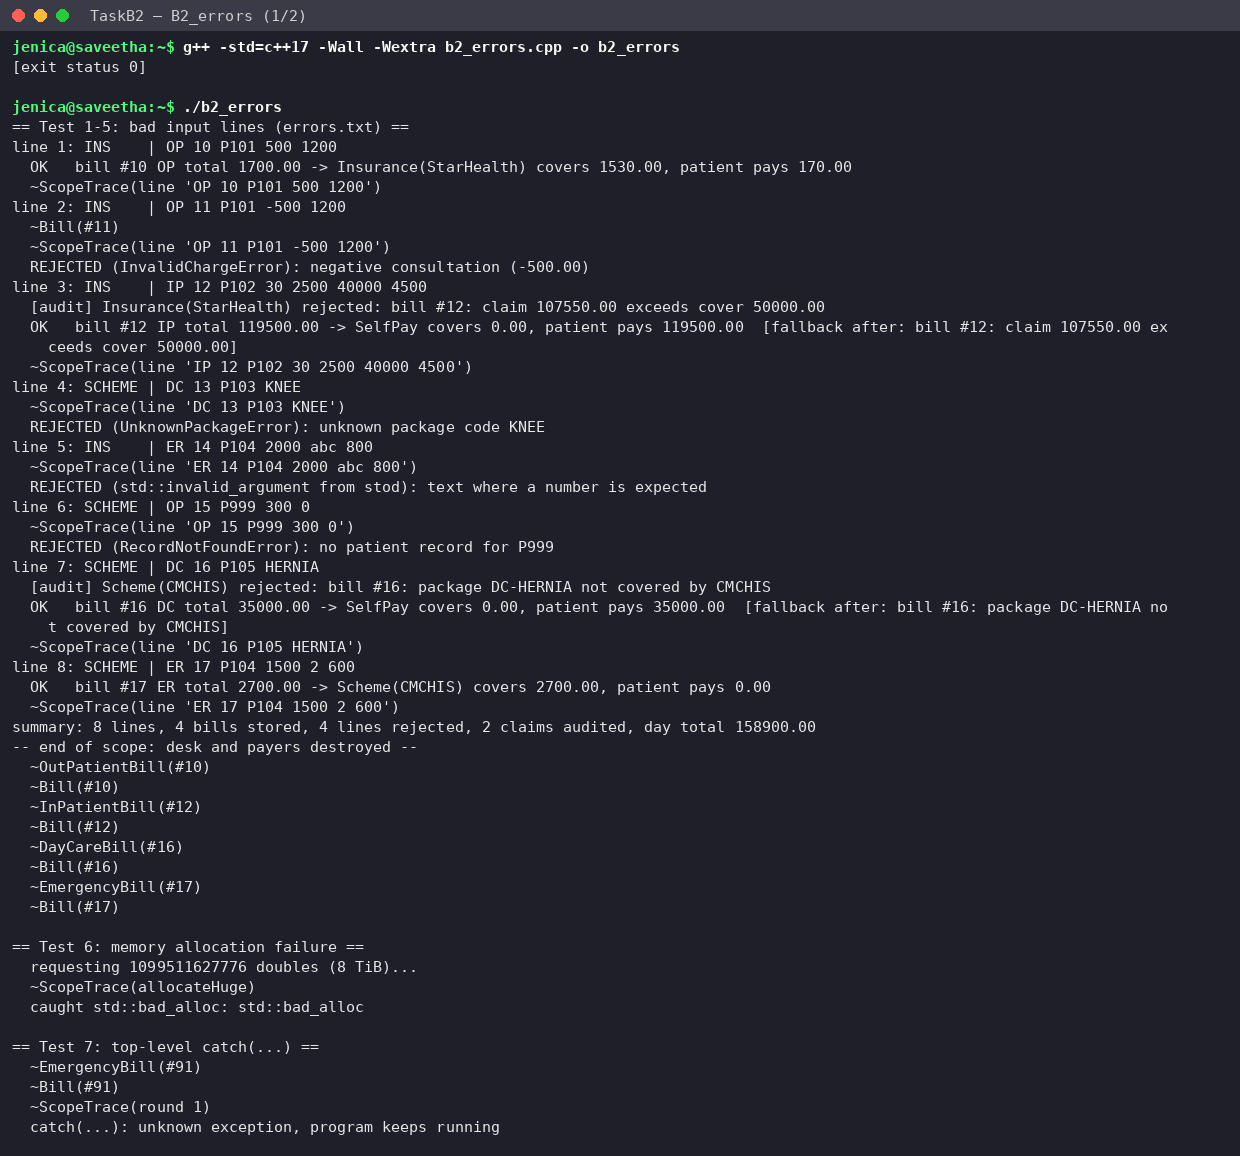 TaskB2 — B2_errors (1/2)
jenica@saveetha:~$ g++ -std=c++17 -Wall -Wextra b2_errors.cpp -o b2_errors
[exit status 0]

jenica@saveetha:~$ ./b2_errors
== Test 1-5: bad input lines (errors.txt) ==
line 1: INS    | OP 10 P101 500 1200
  OK   bill #10 OP total 1700.00 -> Insurance(StarHealth) covers 1530.00, patient pays 170.00
  ~ScopeTrace(line 'OP 10 P101 500 1200')
line 2: INS    | OP 11 P101 -500 1200
  ~Bill(#11)
  ~ScopeTrace(line 'OP 11 P101 -500 1200')
  REJECTED (InvalidChargeError): negative consultation (-500.00)
line 3: INS    | IP 12 P102 30 2500 40000 4500
  [audit] Insurance(StarHealth) rejected: bill #12: claim 107550.00 exceeds cover 50000.00
  OK   bill #12 IP total 119500.00 -> SelfPay covers 0.00, patient pays 119500.00  [fallback after: bill #12: claim 107550.00 ex
    ceeds cover 50000.00]
  ~ScopeTrace(line 'IP 12 P102 30 2500 40000 4500')
line 4: SCHEME | DC 13 P103 KNEE
  ~ScopeTrace(line 'DC 13 P103 KNEE')
  REJECTED (UnknownPackageError): unknown package code KNEE
line 5: INS    | ER 14 P104 2000 abc 800
  ~ScopeTrace(line 'ER 14 P104 2000 abc 800')
  REJECTED (std::invalid_argument from stod): text where a number is expected
line 6: SCHEME | OP 15 P999 300 0
  ~ScopeTrace(line 'OP 15 P999 300 0')
  REJECTED (RecordNotFoundError): no patient record for P999
line 7: SCHEME | DC 16 P105 HERNIA
  [audit] Scheme(CMCHIS) rejected: bill #16: package DC-HERNIA not covered by CMCHIS
  OK   bill #16 DC total 35000.00 -> SelfPay covers 0.00, patient pays 35000.00  [fallback after: bill #16: package DC-HERNIA no
    t covered by CMCHIS]
  ~ScopeTrace(line 'DC 16 P105 HERNIA')
line 8: SCHEME | ER 17 P104 1500 2 600
  OK   bill #17 ER total 2700.00 -> Scheme(CMCHIS) covers 2700.00, patient pays 0.00
  ~ScopeTrace(line 'ER 17 P104 1500 2 600')
summary: 8 lines, 4 bills stored, 4 lines rejected, 2 claims audited, day total 158900.00
-- end of scope: desk and payers destroyed --
  ~OutPatientBill(#10)
  ~Bill(#10)
  ~InPatientBill(#12)
  ~Bill(#12)
  ~DayCareBill(#16)
  ~Bill(#16)
  ~EmergencyBill(#17)
  ~Bill(#17)

== Test 6: memory allocation failure ==
  requesting 1099511627776 doubles (8 TiB)...
  ~ScopeTrace(allocateHuge)
  caught std::bad_alloc: std::bad_alloc

== Test 7: top-level catch(...) ==
  ~EmergencyBill(#91)
  ~Bill(#91)
  ~ScopeTrace(round 1)
  catch(...): unknown exception, program keeps running